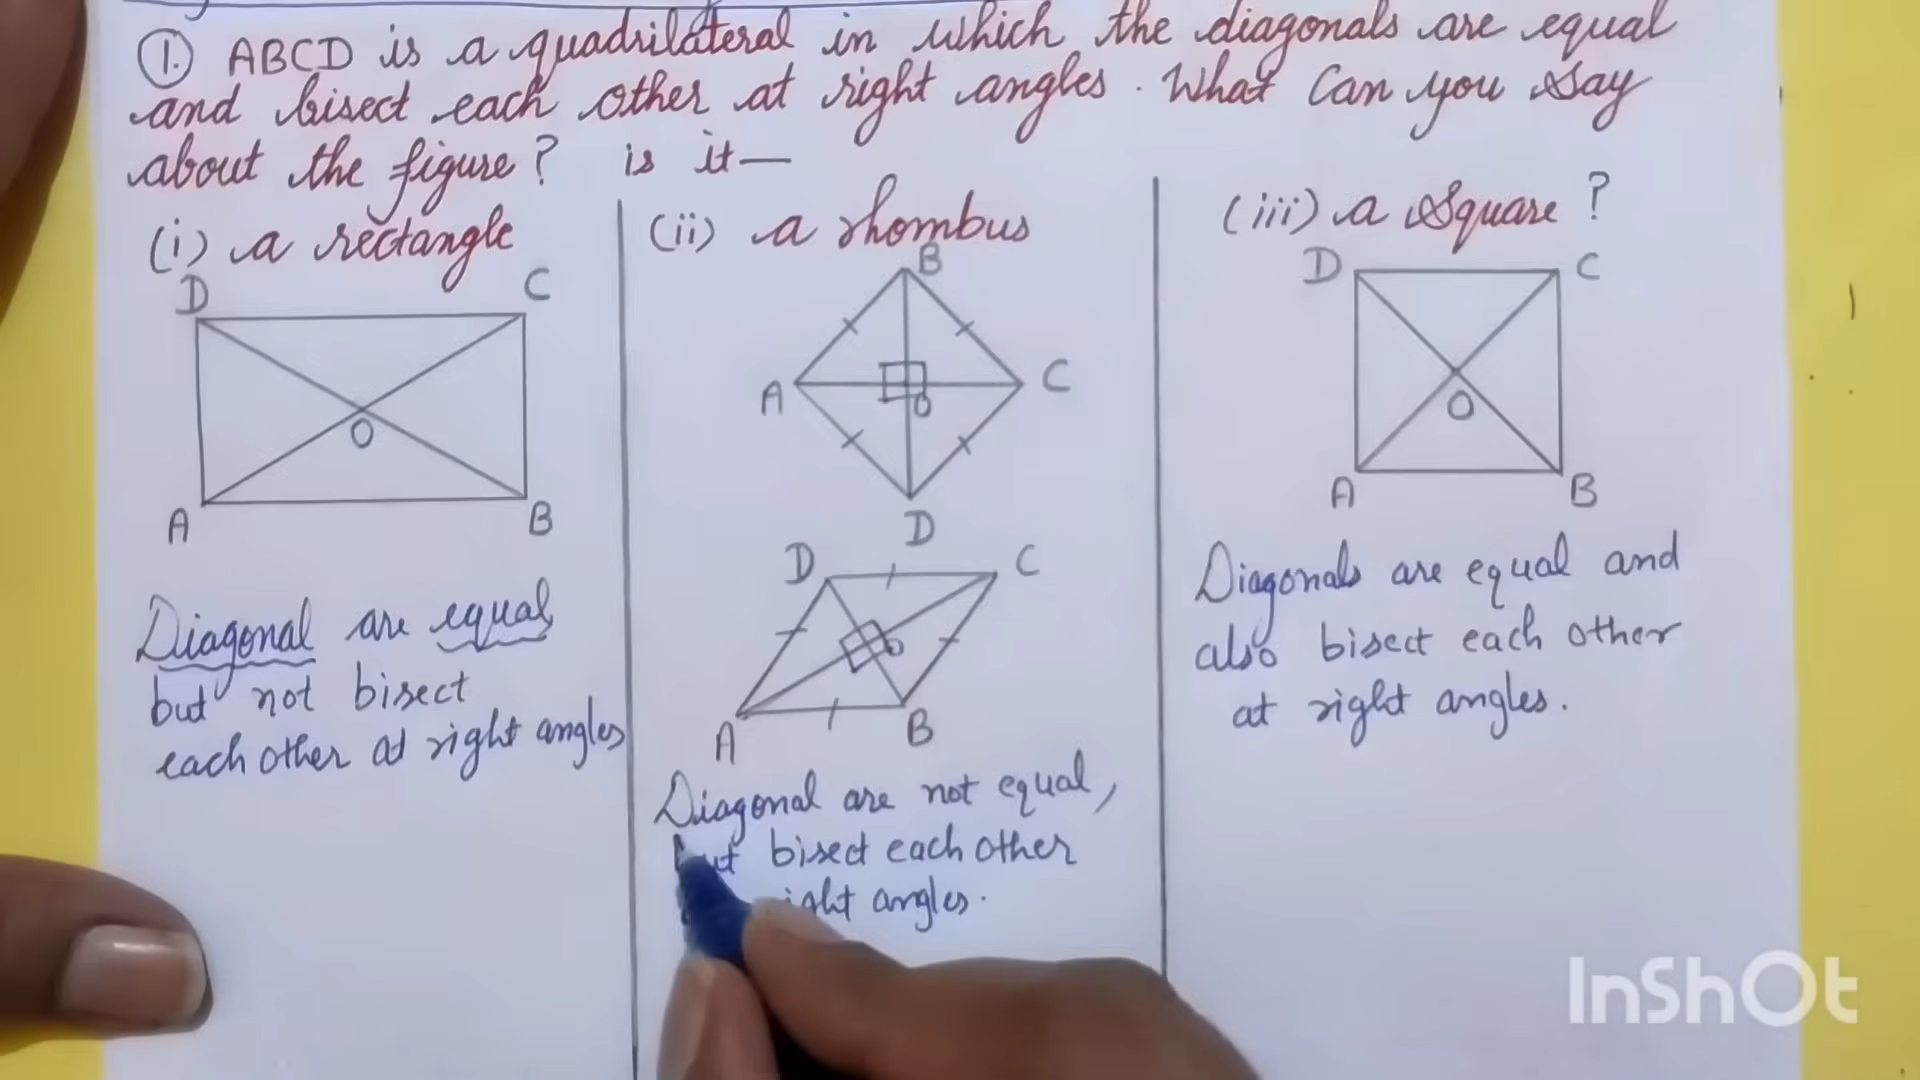 1. ABCD is a quadrilateral in which the diagonals are equal
and bisect each other at right angles. What can you say
about the figure? is it—
(i) a rectangle
D C
O
A B
Diagonal are equal
but not bisect
each other at right angles
(ii) a rhombus
B
A C
O
D
D C
O
A B
Diagonal are not equal,
but bisect each other
right angles.
(iii) a Square?
D C
O
A B
Diagonals are equal and
also bisect each other
at right angles.
InShOt